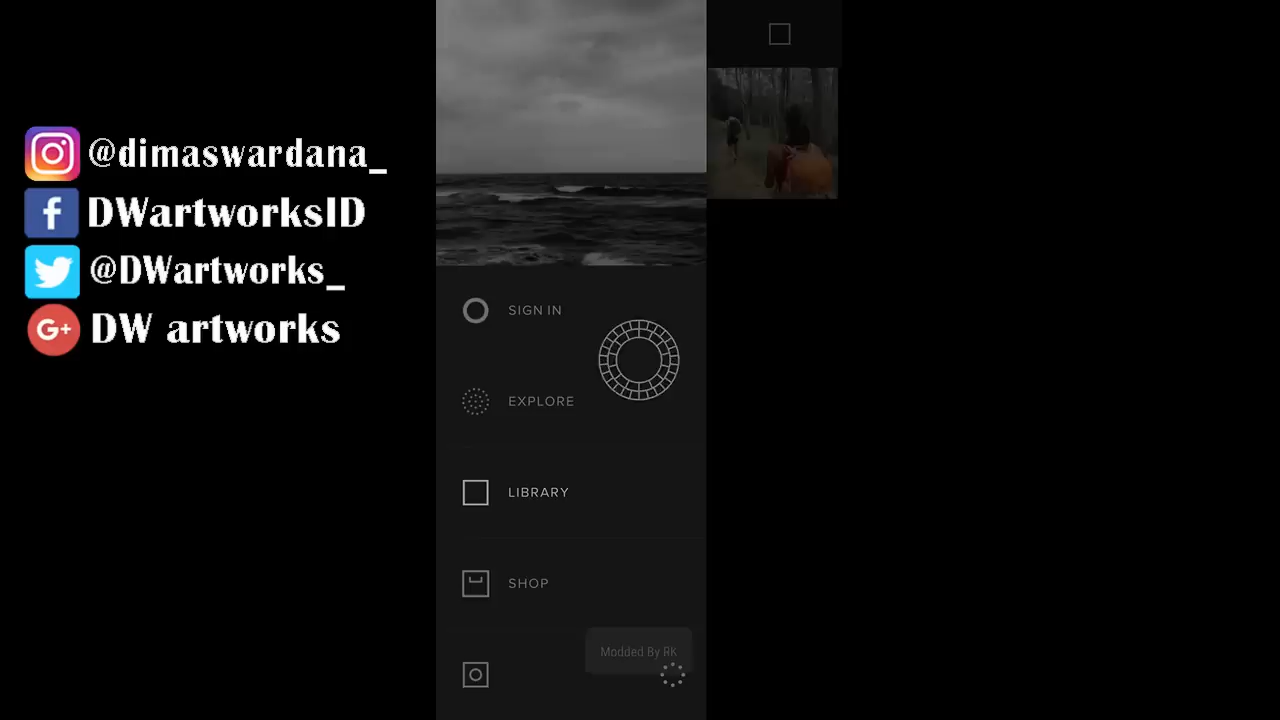 @dimaswardana_
DWartworksID
@DWartworks_
G+ DW artworks
SIGN IN
EXPLORE
LIBRARY
SHOP
Modded By RK